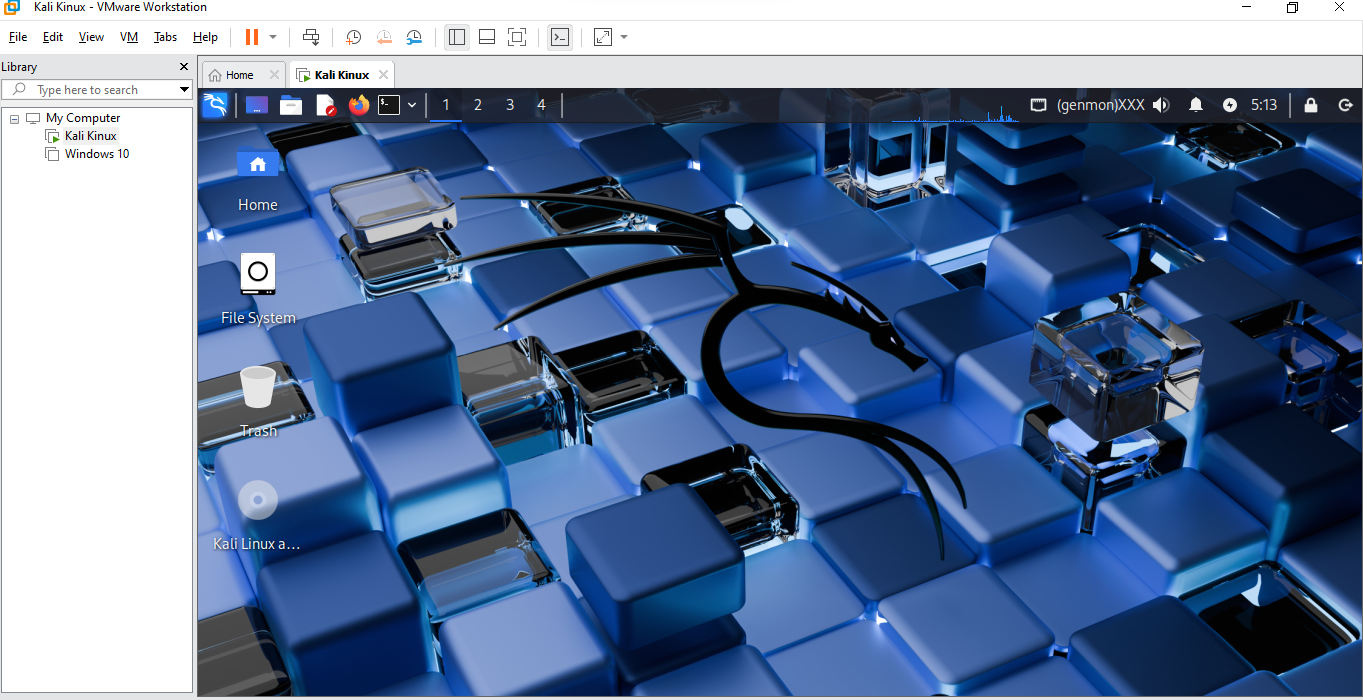 Kali Kinux - VMware Workstation
File Edit View VM Tabs Help
Library
Type here to search
My Computer
Kali Kinux
Windows 10
Home
Kali Kinux
1 2 3 4
(genmon)XXX
5:13
Home
File System
Trash
Kali Linux a…